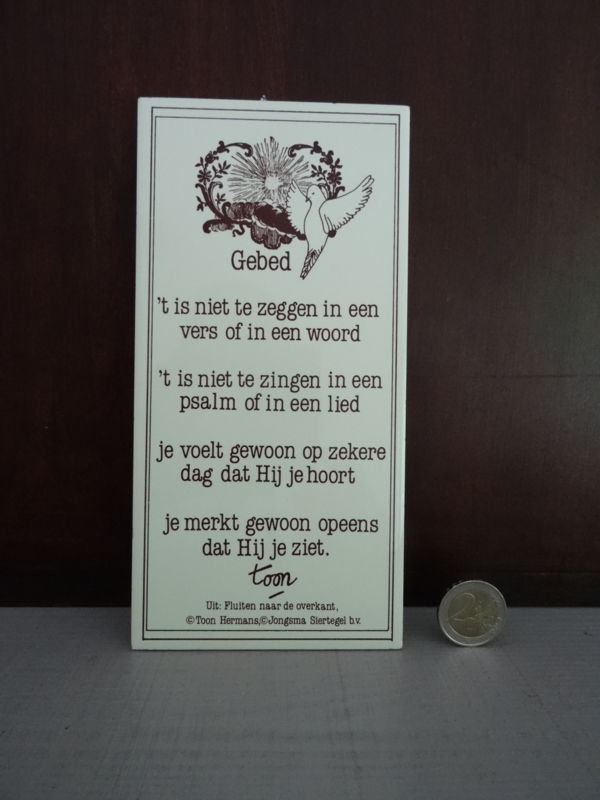 Gebed
't is niet te zeggen in een
vers of in een woord
't is niet te zingen in een
psalm of in een lied
je voelt gewoon op zekere
dag dat Hij je hoort
je merkt gewoon opeens
dat Hij je ziet.
toon
Uit: Fluiten naar de overkant,
©Toon Hermans/©Jongsma Siertegel b.v.
2